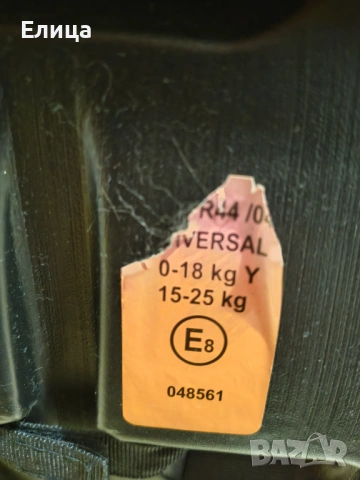 Елица
R44 /04
IVERSAL
0-18 kg Y
15-25 kg
E8
048561
BAZAR